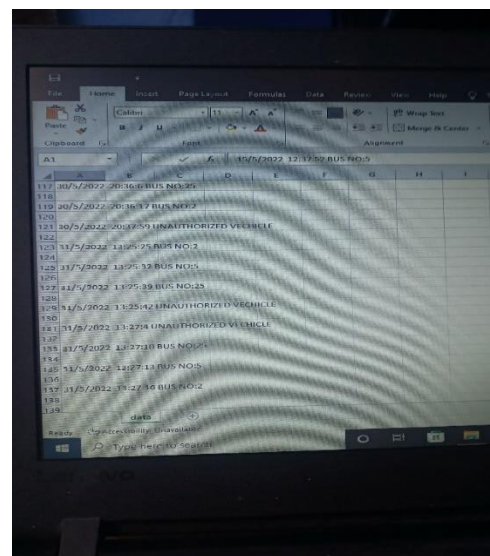 File Home Insert Page Layout Formulas Data Review View Help
Calibri 11 A A Wrap Text
Paste B I U Merge & Center
Clipboard Font Alignment
A1 15/5/2022 12:37:52 BUS NO:5
A B C D E F G H I
117 30/5/2022 20:36:6 BUS NO:25
118
119 30/5/2022 20:36:17 BUS NO:2
120
121 30/5/2022 20:37:59 UNAUTHORIZED VECHICLE
122
123 31/5/2022 13:25:25 BUS NO:2
124
125 31/5/2022 13:25:32 BUS NO:5
126
127 31/5/2022 13:25:39 BUS NO:25
128
129 31/5/2022 13:25:42 UNAUTHORIZED VECHICLE
130
131 31/5/2022 13:27:4 UNAUTHORIZED VECHICLE
132
133 31/5/2022 13:27:10 BUS NO:25
134
135 31/5/2022 13:27:13 BUS NO:5
136
137 31/5/2022 13:27:16 BUS NO:2
138
139
data
Ready Accessibility: Unavailable
Type here to search